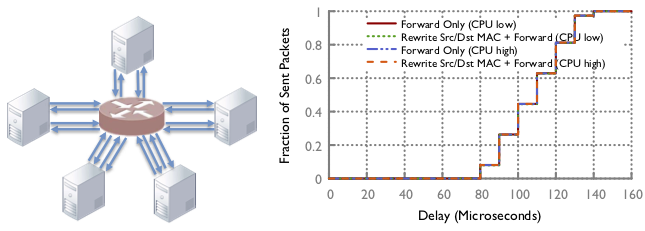 Forward Only (CPU low)
Rewrite Src/Dst MAC + Forward (CPU low)
Forward Only (CPU high)
Rewrite Src/Dst MAC + Forward (CPU high)
Fraction of Sent Packets
1
0.8
0.6
0.4
0.2
0
0 20 40 60 80 100 120 140 160
Delay (Microseconds)